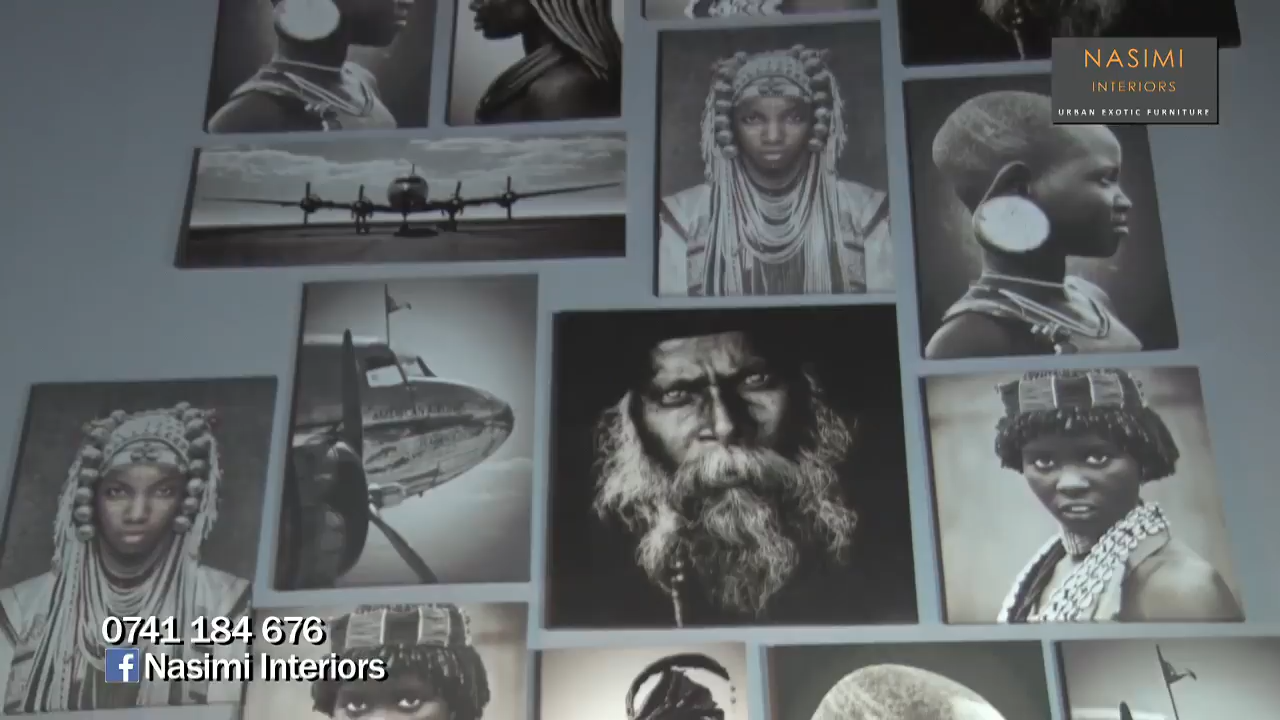 NASIMI
INTERIORS
URBAN EXOTIC FURNITURE
0741 184 676
Nasimi Interiors